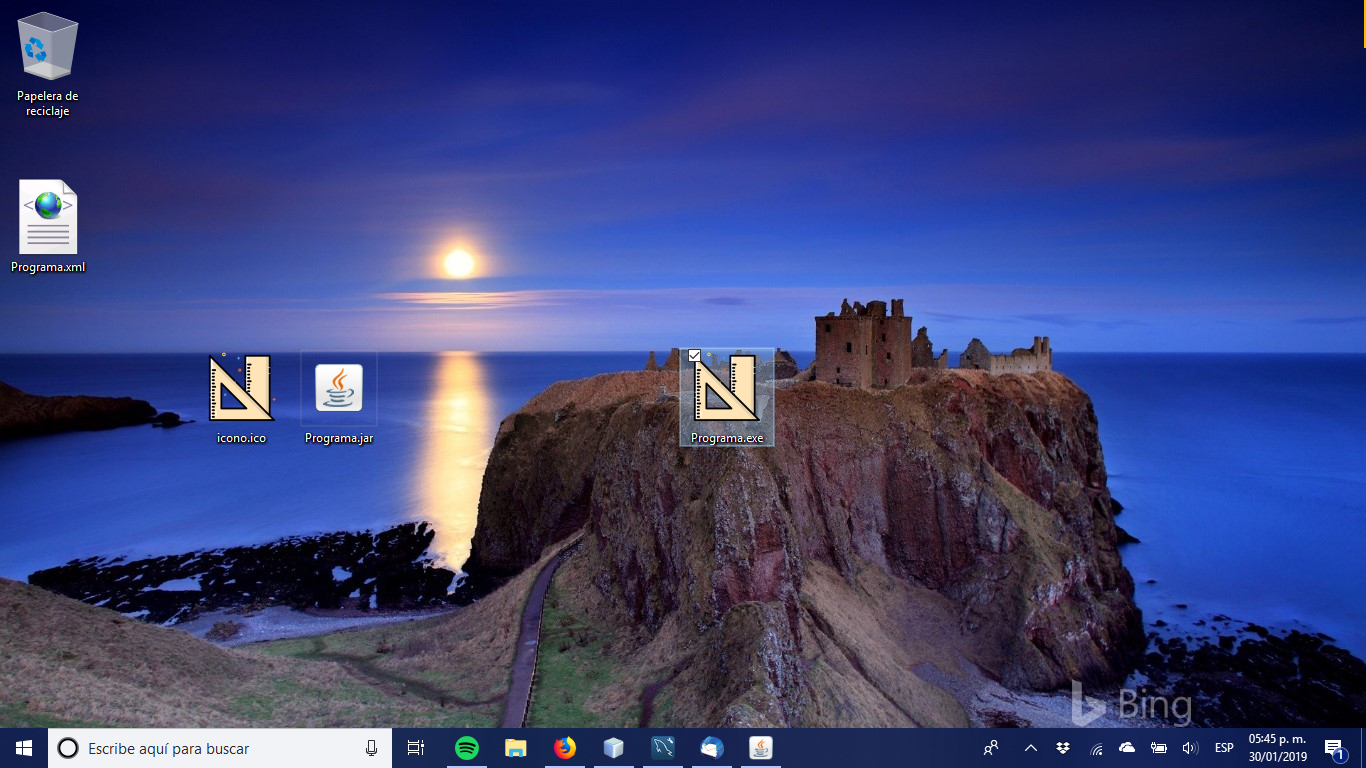 Papelera de
reciclaje
Programa.xml
icono.ico
Programa.jar
Programa.exe
Bing
Escribe aquí para buscar
ESP
05:45 p. m.
30/01/2019
1